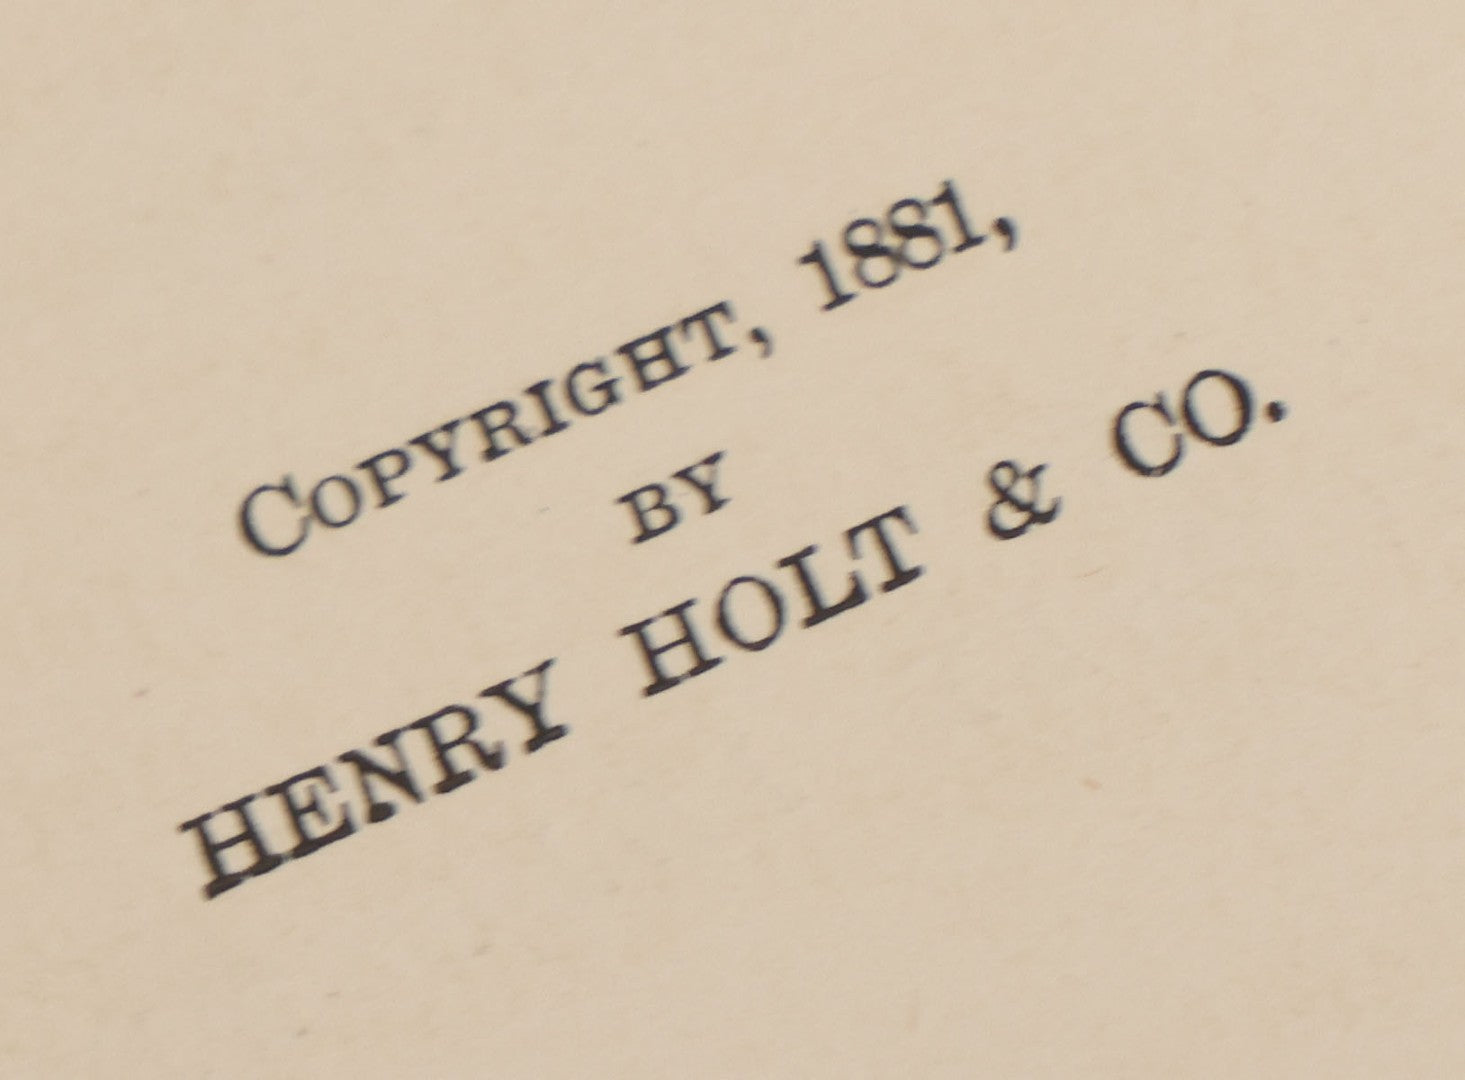 Copyright, 1881,
BY
HENRY HOLT & CO.